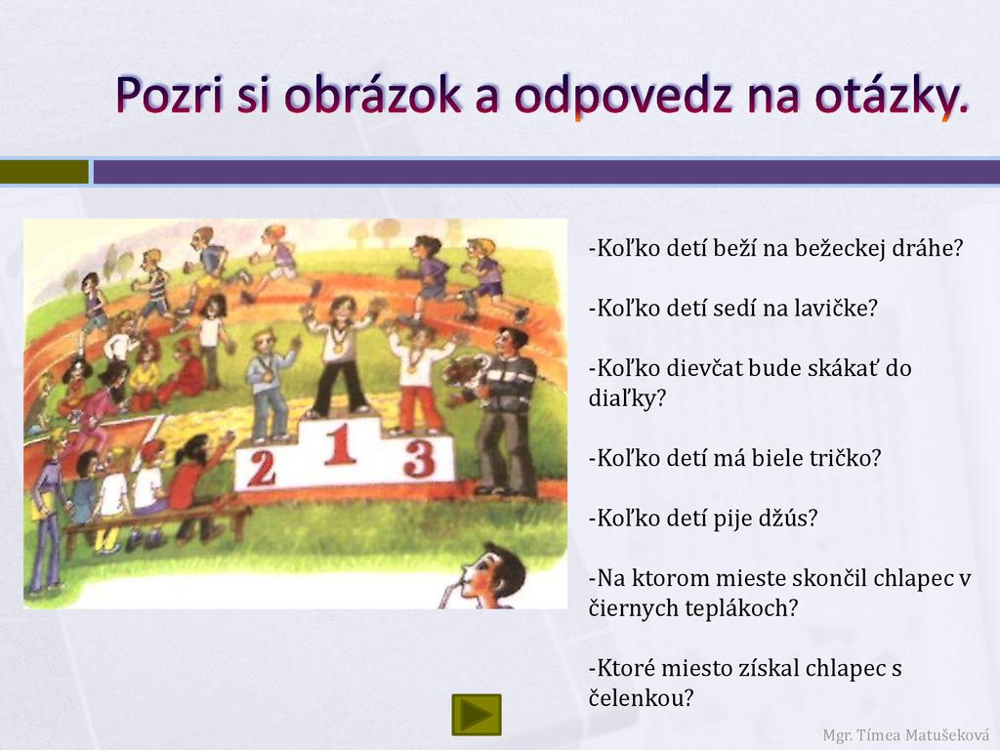 Pozri si obrázok a odpovedz na otázky.
-Koľko detí beží na bežeckej dráhe?
-Koľko detí sedí na lavičke?
-Koľko dievčat bude skákať do
diaľky?
-Koľko detí má biele tričko?
-Koľko detí pije džús?
-Na ktorom mieste skončil chlapec v
čiernych teplákoch?
-Ktoré miesto získal chlapec s
čelenkou?
1
2
3
Mgr. Tímea Matušeková